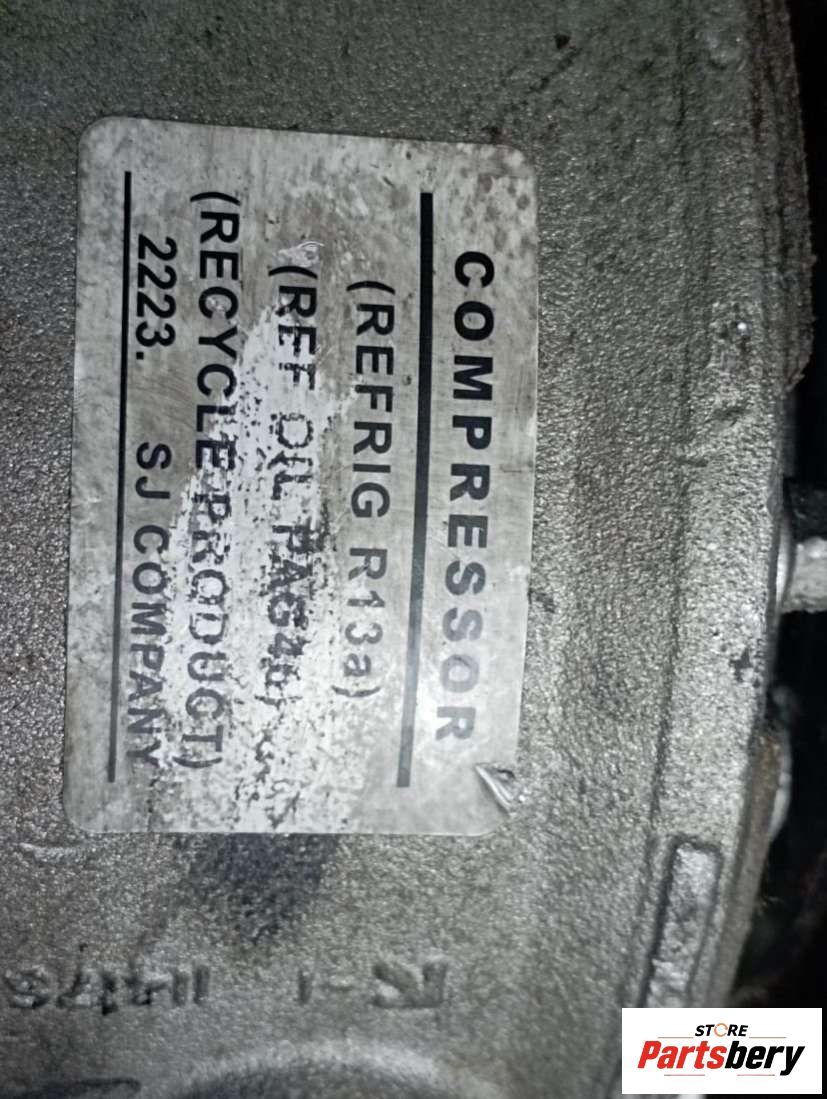 COMPRESSOR
(REFRIG R13a)
(REF OIL PAG46)
(RECYCLE PRODUCT)
2223. SJ COMPANY
STORE
Partsbery